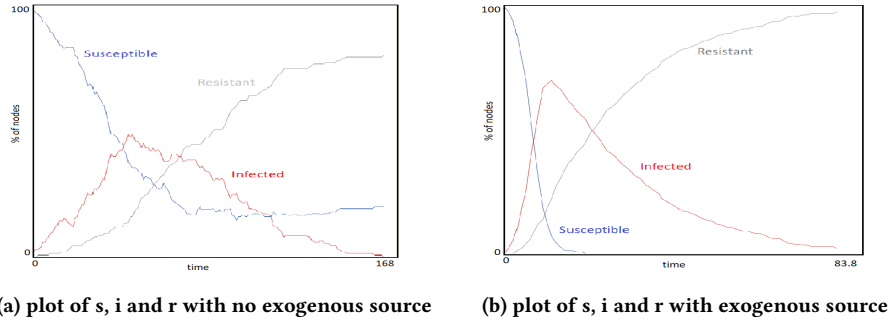 100
Susceptible
Resistant
% of nodes
Infected
0
0
time
168
(a) plot of s, i and r with no exogenous source
100
Resistant
% of nodes
Infected
Susceptible
0
0
time
83.8
(b) plot of s, i and r with exogenous source